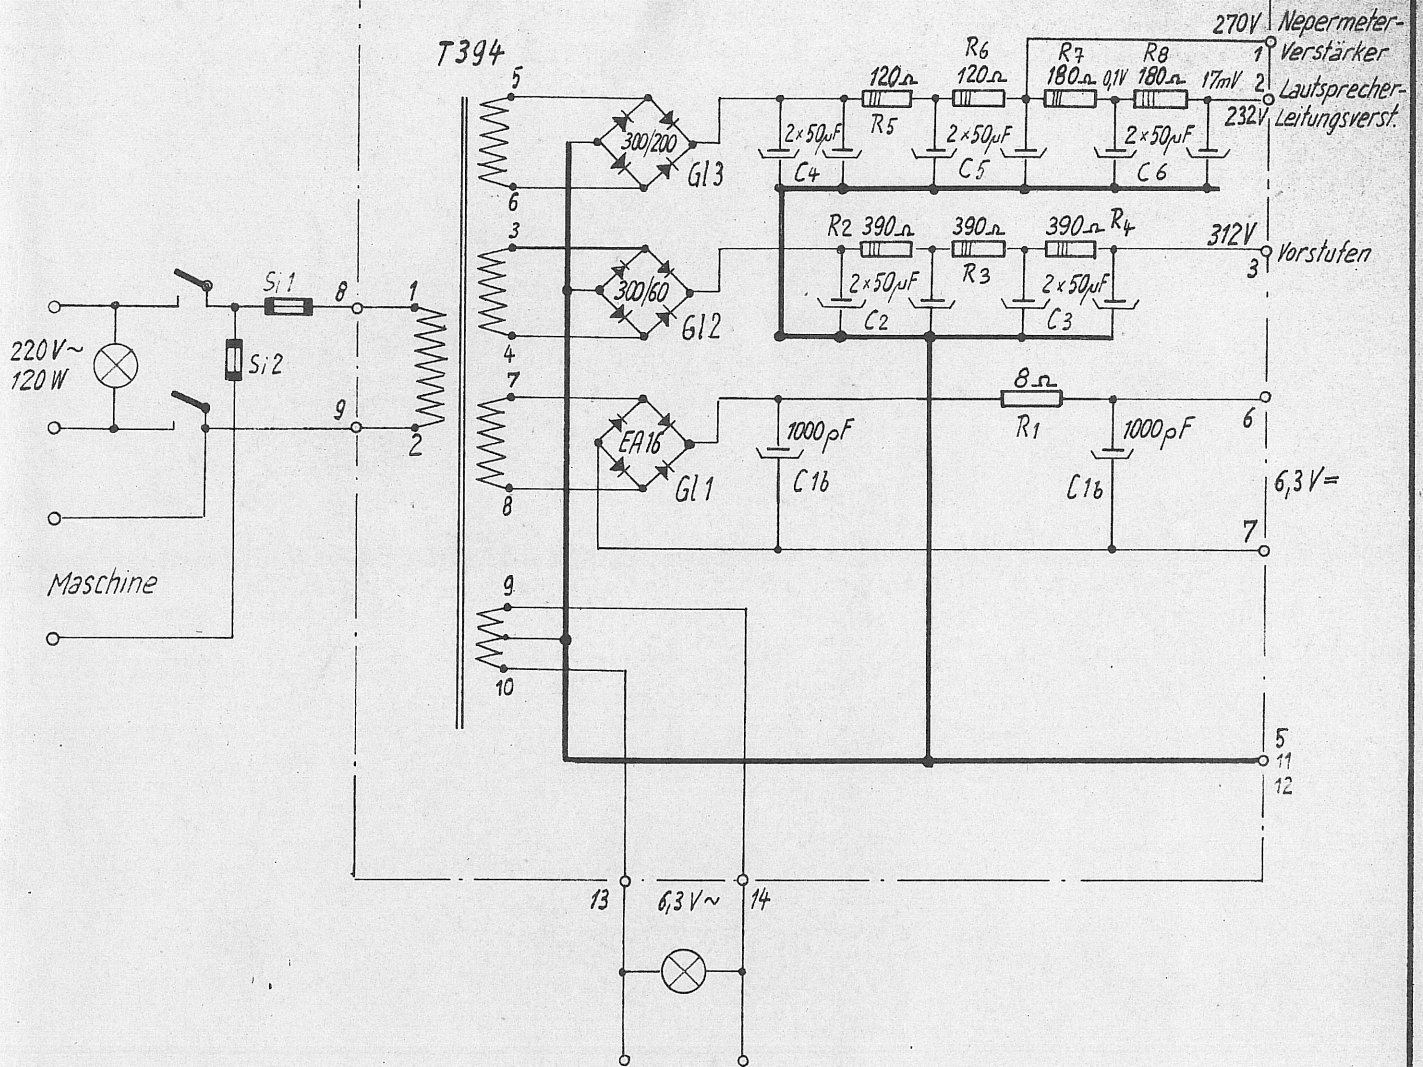 T394
270V
1
Nepermeter-
Verstärker
2
232V
Lautsprecher-
Leitungsverst.
5
R6
R7
R8
120Ω
120Ω
180Ω
0,1V
180Ω
17mV
R5
300/200
Gl3
2×50µF
C4
2×50µF
C5
2×50µF
C6
6
3
R2
390Ω
390Ω
390Ω
R4
312V
3
Vorstufen
R3
300/60
Gl2
2×50µF
C2
2×50µF
C3
4
Si1
8
1
220V~
120W
Si2
9
2
7
8Ω
R1
6
EA16
Gl1
1000pF
C1b
1000pF
C1b
6,3V=
8
7
Maschine
9
10
5
11
12
13
6,3V~
14